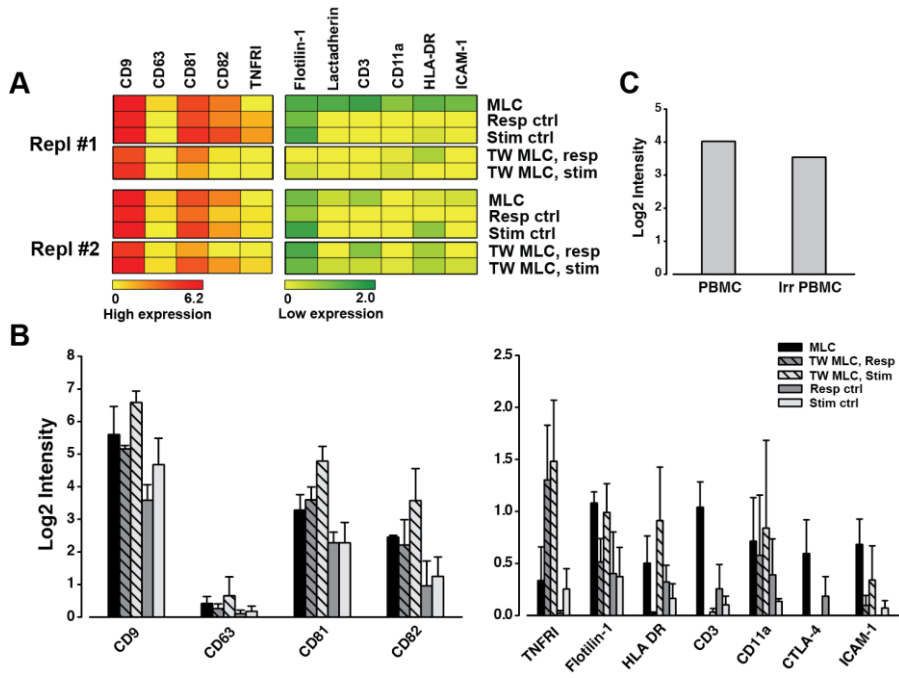 A
CD9 CD63 CD81 CD82 TNFRI
Flotilin-1 Lactadherin CD3 CD11a HLA-DR ICAM-1
Repl #1
MLC
Resp ctrl
Stim ctrl
TW MLC, resp
TW MLC, stim
Repl #2
MLC
Resp ctrl
Stim ctrl
TW MLC, resp
TW MLC, stim
0 6.2
High expression
0 2.0
Low expression
C
Log2 Intensity
5
4
3
2
1
0
PBMC Irr PBMC
B
Log2 Intensity
8
7
6
5
4
3
2
1
0
CD9 CD63 CD81 CD82
2.5
2.0
1.5
1.0
0.5
0.0
MLC
TW MLC, Resp
TW MLC, Stim
Resp ctrl
Stim ctrl
TNFRI Flotilin-1 HLA DR CD3 CD11a CTLA-4 ICAM-1